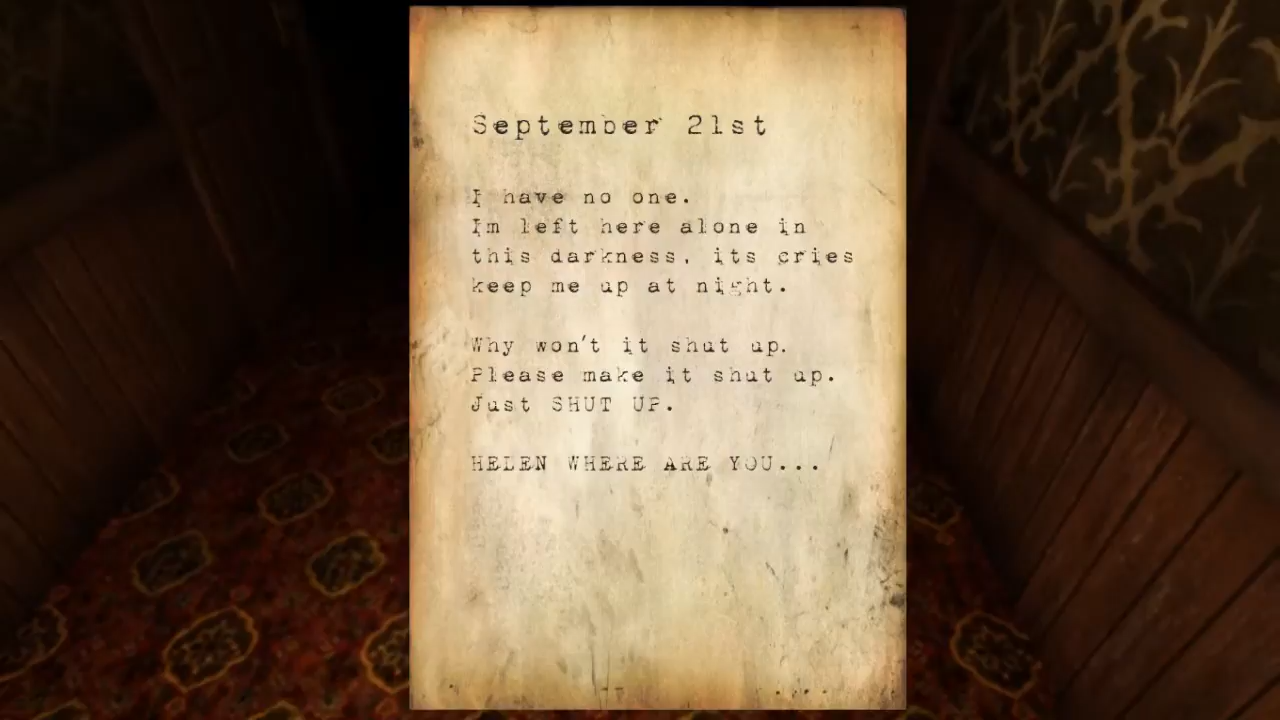 September 21st
I have no one.
Im left here alone in
this darkness, its cries
keep me up at night.
Why won't it shut up.
Please make it shut up.
Just SHUT UP.
HELEN WHERE ARE YOU...